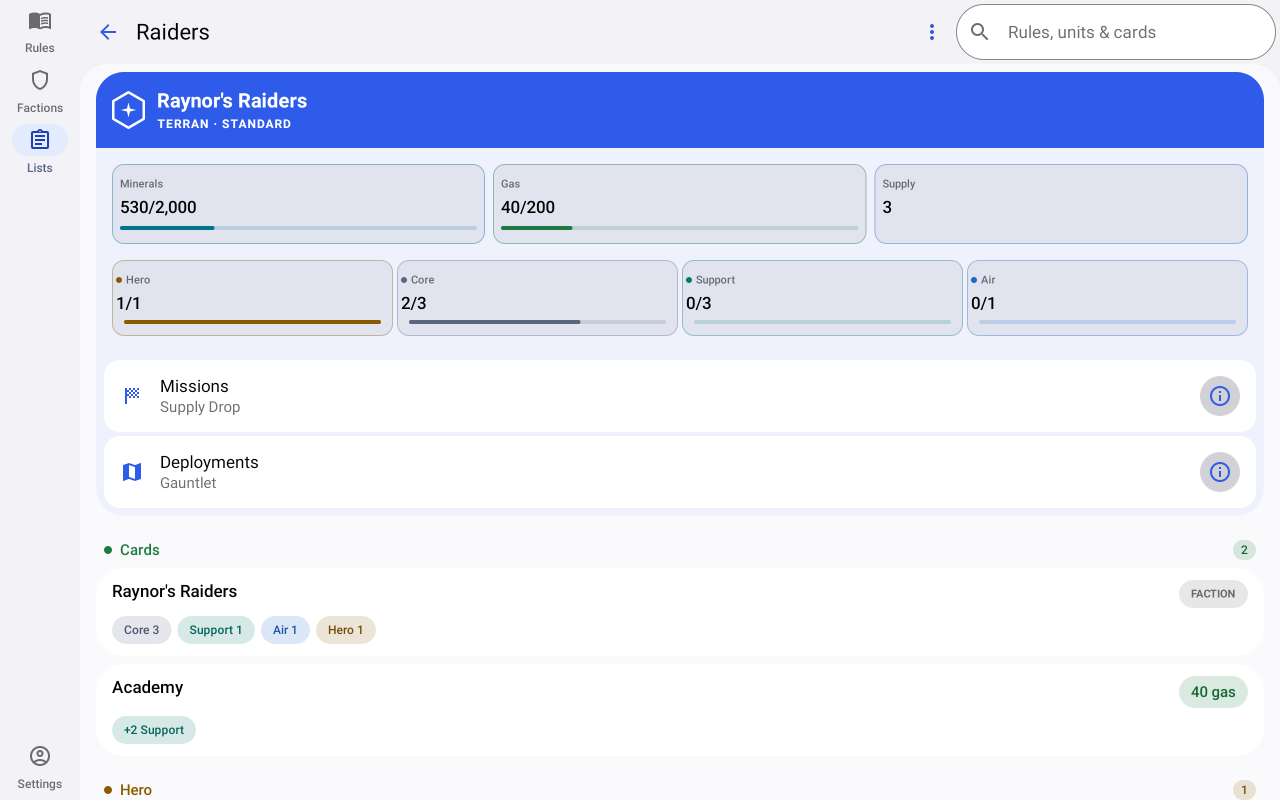 Rules
Factions
Lists
Settings
Raiders
Rules, units & cards
Raynor's Raiders
TERRAN · STANDARD
Minerals
530/2,000
Gas
40/200
Supply
3
Hero
1/1
Core
2/3
Support
0/3
Air
0/1
Missions
Supply Drop
Deployments
Gauntlet
Cards
2
Raynor's Raiders
FACTION
Core 3
Support 1
Air 1
Hero 1
Academy
40 gas
+2 Support
Hero
1